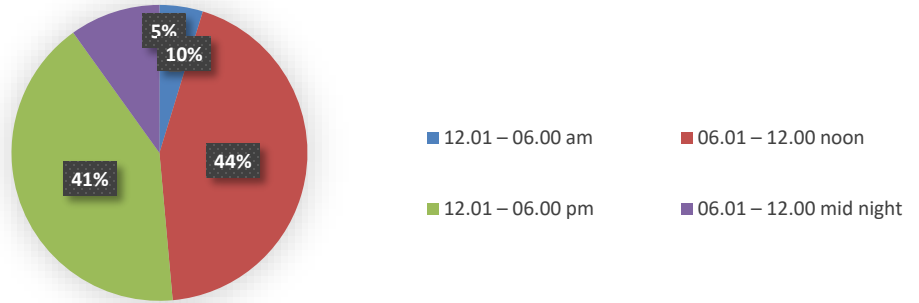 5%
10%
44%
41%
12.01 – 06.00 am
06.01 – 12.00 noon
12.01 – 06.00 pm
06.01 – 12.00 mid night